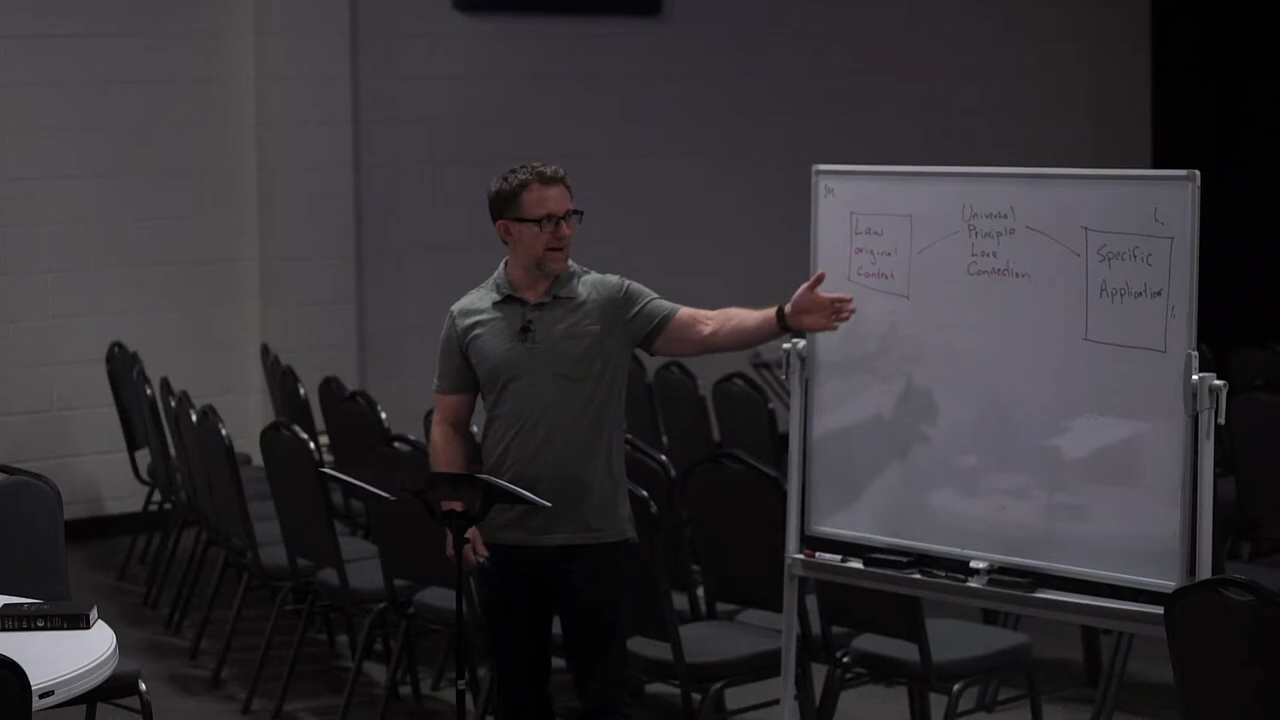 M
Law
original
Context
Universal
Principle
Love
Connection
L
Specific
Application